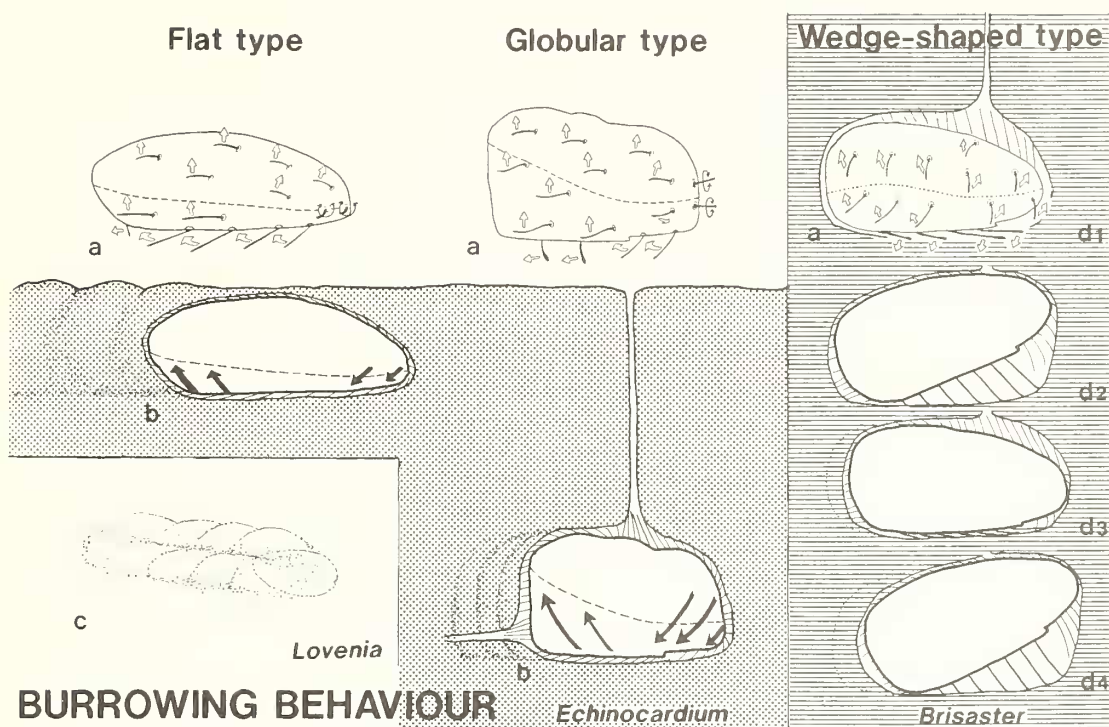 Flat type
Globular type
Wedge-shaped type
a
a
a
d1
b
d2
d3
c
Lovenia
b
d4
BURROWING BEHAVIOUR
Echinocardium
Brisaster